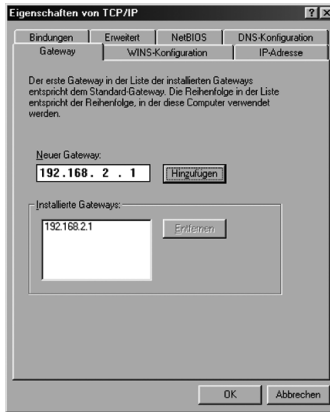 Eigenschaften von TCP/IP
Bindungen Erweitert NetBIOS DNS-Konfiguration
Gateway WINS-Konfiguration IP-Adresse
Der erste Gateway in der Liste der installierten Gateways
entspricht dem Standard-Gateway. Die Reihenfolge in der Liste
entspricht der Reihenfolge, in der diese Computer verwendet
werden.
Neuer Gateway:
192.168. 2 . 1 Hinzufügen
Installierte Gateways:
192.168.2.1 Entfernen
OK Abbrechen